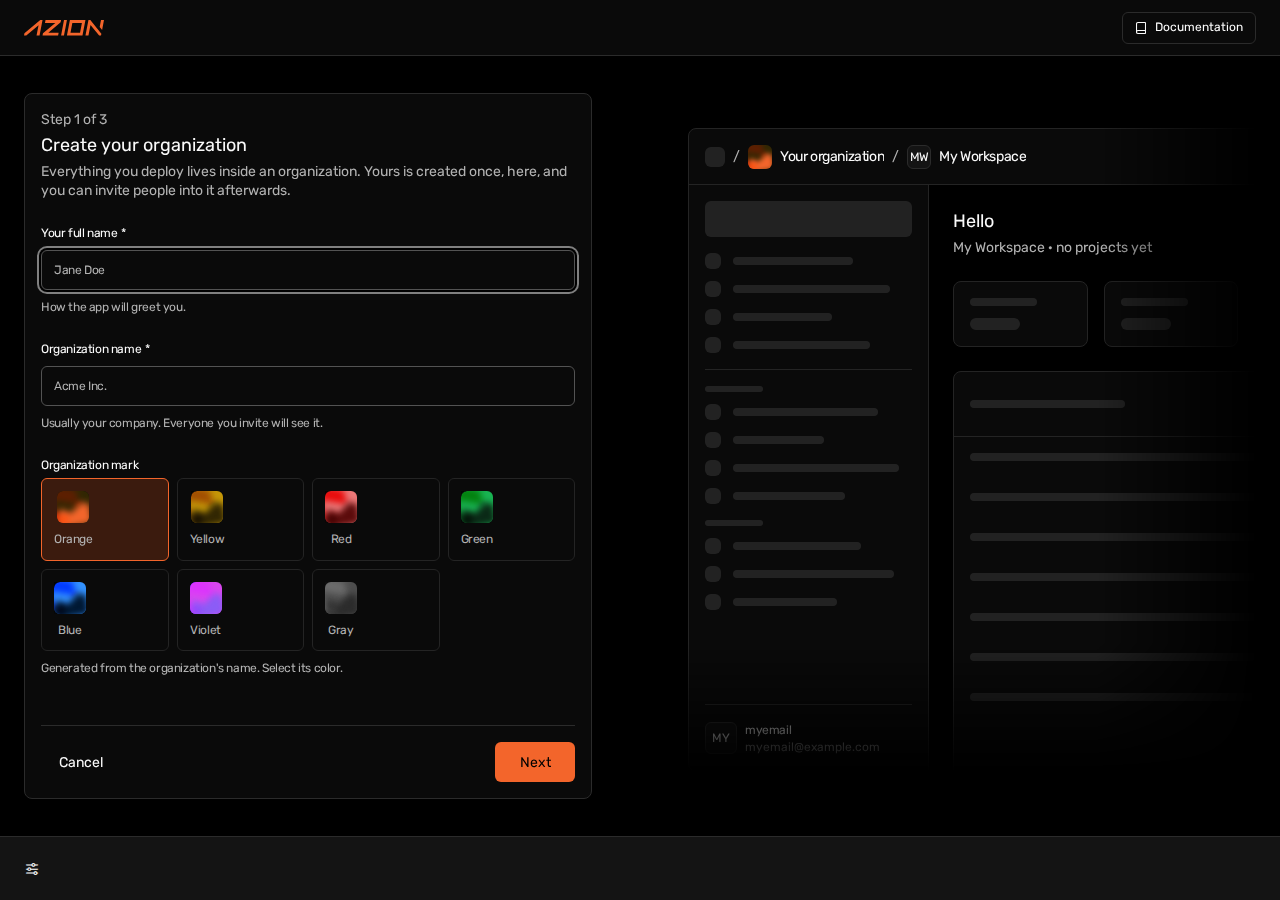 AZION
Documentation
Step 1 of 3
Create your organization
Everything you deploy lives inside an organization. Yours is created once, here, and
you can invite people into it afterwards.
Your full name *
Jane Doe
How the app will greet you.
Organization name *
Acme Inc.
Usually your company. Everyone you invite will see it.
Organization mark
Orange
Yellow
Red
Green
Blue
Violet
Gray
Generated from the organization's name. Select its color.
Cancel
Next
/ Your organization / MW My Workspace
Hello
My Workspace • no projects yet
MY
myemail
myemail@example.com